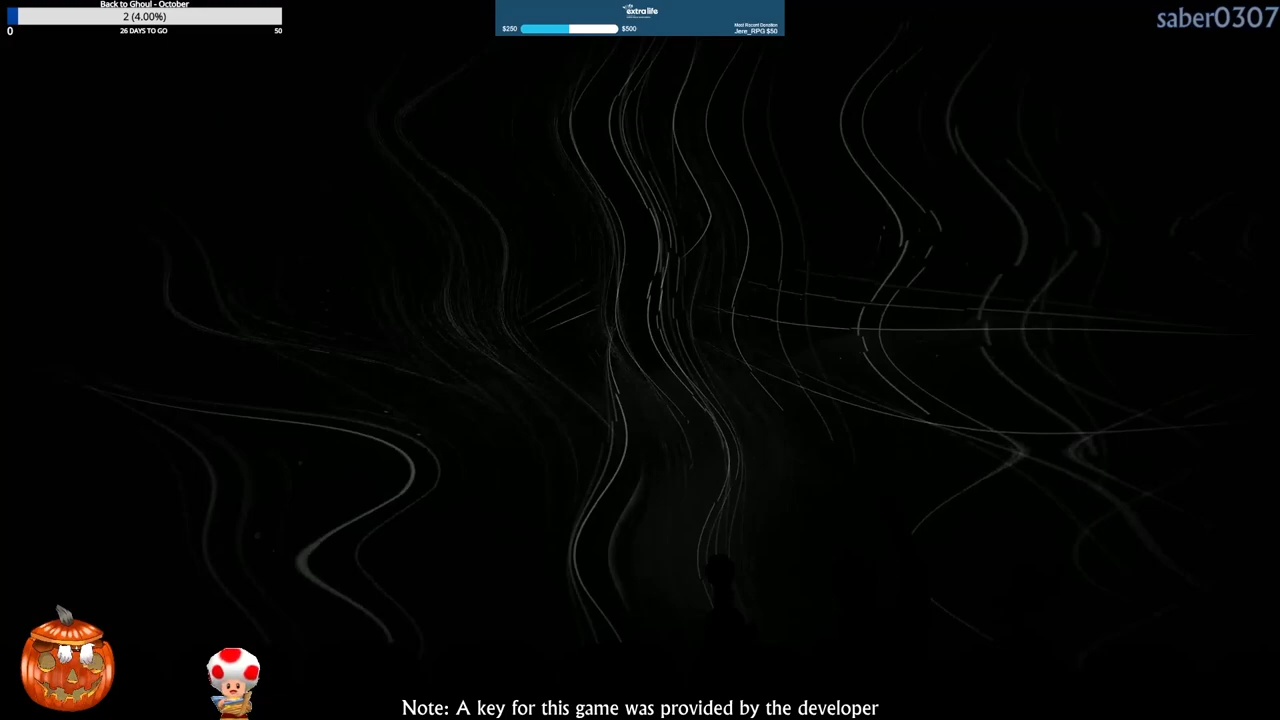 Back to Ghoul - October
2 (4.00%)
0
26 DAYS TO GO
50
extra life
$250
$500
Most Recent Donation
Jere_RPG $50
saber0307
Note: A key for this game was provided by the developer